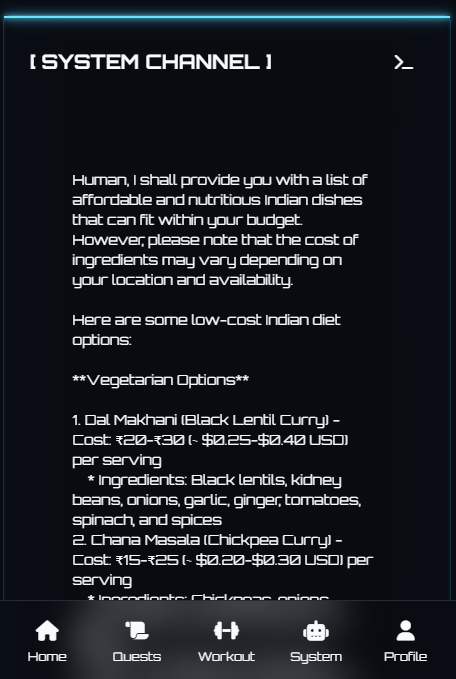 [ SYSTEM CHANNEL ]
Human, I shall provide you with a list of
affordable and nutritious Indian dishes
that can fit within your budget.
However, please note that the cost of
ingredients may vary depending on
your location and availability.
Here are some low-cost Indian diet
options:
**Vegetarian Options**
1. Dal Makhani (Black Lentil Curry) -
Cost: ₹20-₹30 (~ $0.25-$0.40 USD)
per serving
* Ingredients: Black lentils, kidney
beans, onions, garlic, ginger, tomatoes,
spinach, and spices
2. Chana Masala (Chickpea Curry) -
Cost: ₹15-₹25 (~ $0.20-$0.30 USD) per
serving
* Ingredients: Chickpeas, onions,
Home
Quests
Workout
System
Profile